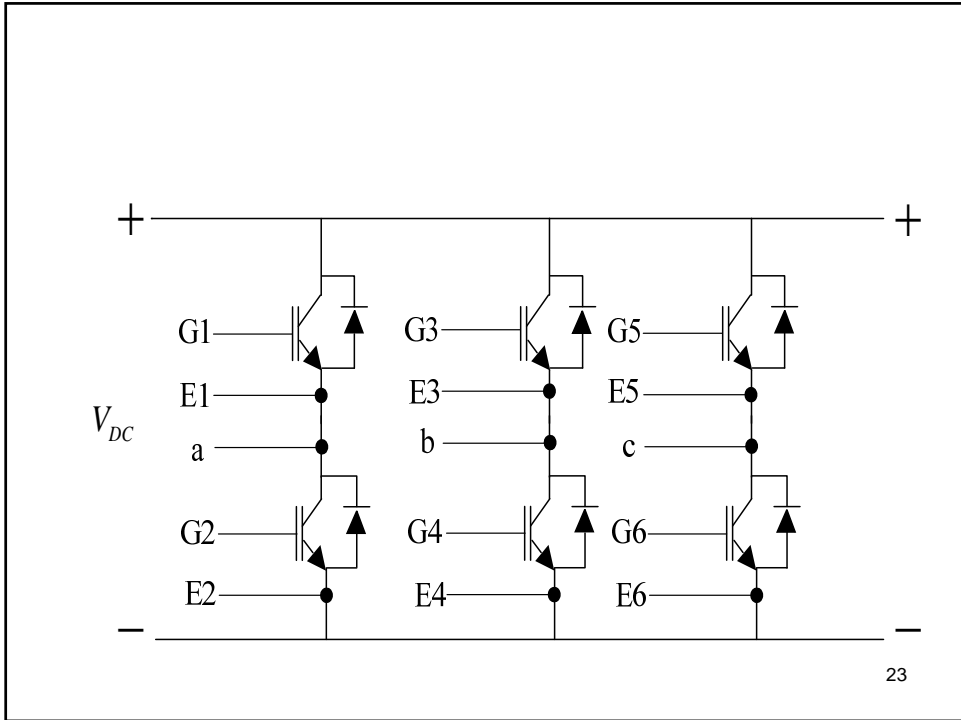 + +
G1 G3 G5
E1 E3 E5
V_DC
a b c
G2 G4 G6
E2 E4 E6
− −
23